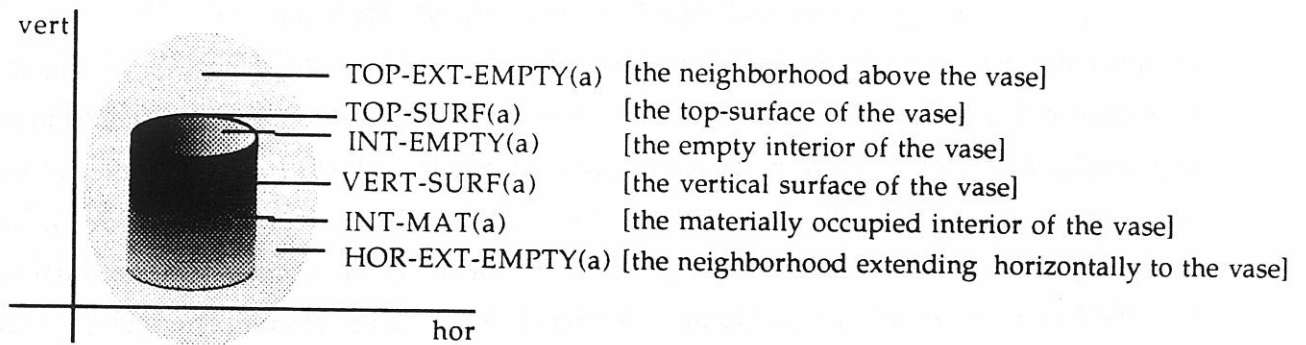 vert
TOP-EXT-EMPTY(a) [the neighborhood above the vase]
TOP-SURF(a) [the top-surface of the vase]
INT-EMPTY(a) [the empty interior of the vase]
VERT-SURF(a) [the vertical surface of the vase]
INT-MAT(a) [the materially occupied interior of the vase]
HOR-EXT-EMPTY(a) [the neighborhood extending horizontally to the vase]
hor